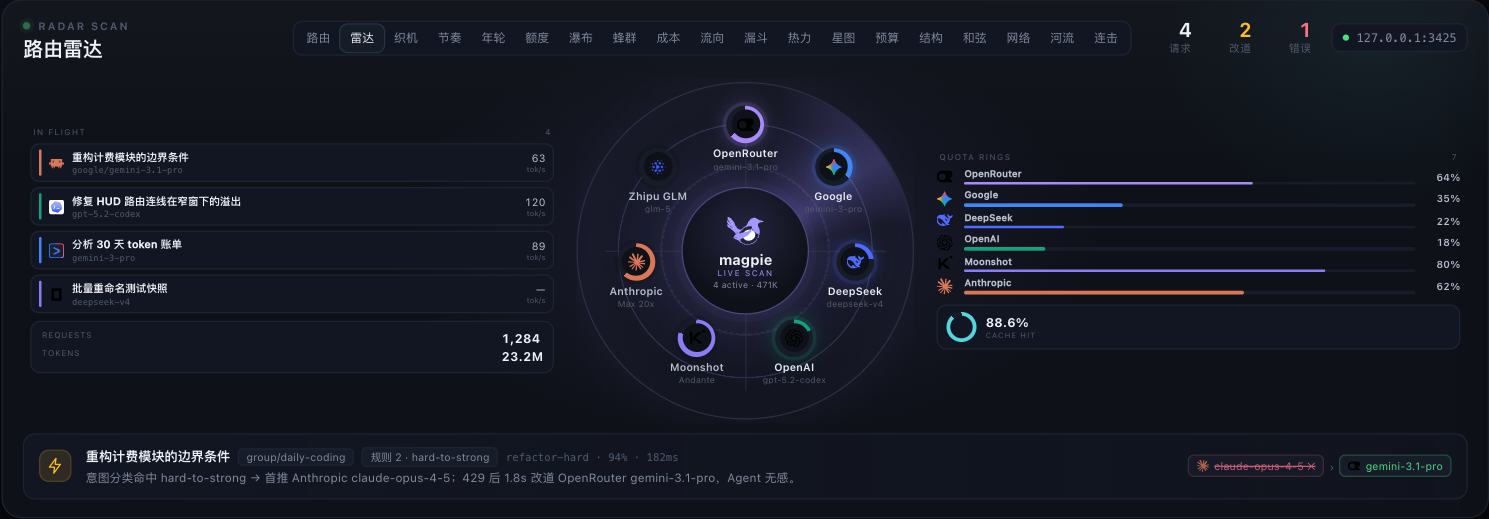 RADAR SCAN
路由雷达
路由 雷达 织机 节奏 年轮 额度 瀑布 蜂群 成本 流向 漏斗 热力 星图 预算 结构 和弦 网络 河流 连击
4 请求
2 改道
1 错误
127.0.0.1:3425
IN FLIGHT 4
重构计费模块的边界条件
google/gemini-3.1-pro
63 tok/s
修复 HUD 路由连线在窄窗下的溢出
gpt-5.2-codex
120 tok/s
分析 30 天 token 账单
gemini-3-pro
89 tok/s
批量重命名测试快照
deepseek-v4
— tok/s
REQUESTS 1,284
TOKENS 23.2M
OpenRouter
gemini-3.1-pro
Zhipu GLM
glm-5
Google
gemini-3-pro
magpie
LIVE SCAN
4 active · 471K
Anthropic
Max 20x
DeepSeek
deepseek-v4
Moonshot
Andante
OpenAI
gpt-5.2-codex
QUOTA RINGS 7
OpenRouter 64%
Google 35%
DeepSeek 22%
OpenAI 18%
Moonshot 80%
Anthropic 62%
88.6%
CACHE HIT
重构计费模块的边界条件 group/daily-coding 规则 2 · hard-to-strong refactor-hard · 94% · 182ms
意图分类命中 hard-to-strong → 首推 Anthropic claude-opus-4-5；429 后 1.8s 改道 OpenRouter gemini-3.1-pro，Agent 无感。
claude-opus-4-5 ✕ › gemini-3.1-pro